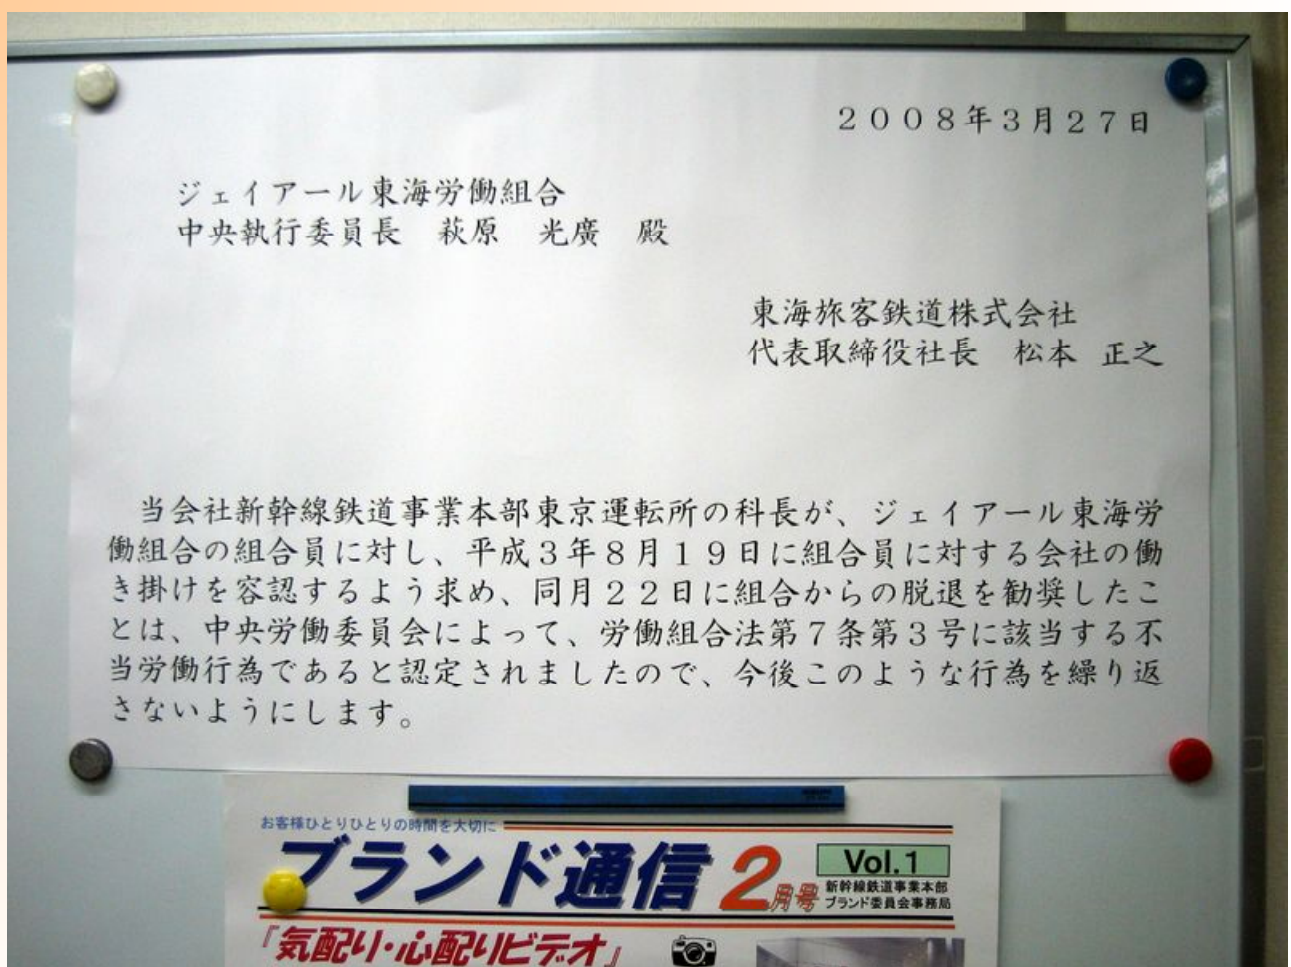 ２００８年３月２７日
ジェイアール東海労働組合
中央執行委員長　萩原　光廣　殿
東海旅客鉄道株式会社
代表取締役社長　松本　正之
　当会社新幹線鉄道事業本部東京運転所の科長が、ジェイアール東海労
働組合の組合員に対し、平成３年８月１９日に組合員に対する会社の働
き掛けを容認するよう求め、同月２２日に組合からの脱退を勧奨したこ
とは、中央労働委員会によって、労働組合法第７条第３号に該当する不
当労働行為であると認定されましたので、今後このような行為を繰り返
さないようにします。
お客様ひとりひとりの時間を大切に
ブランド通信 2月号
Vol.1
新幹線鉄道事業本部
ブランド委員会事務局
「気配り・心配りビデオ」